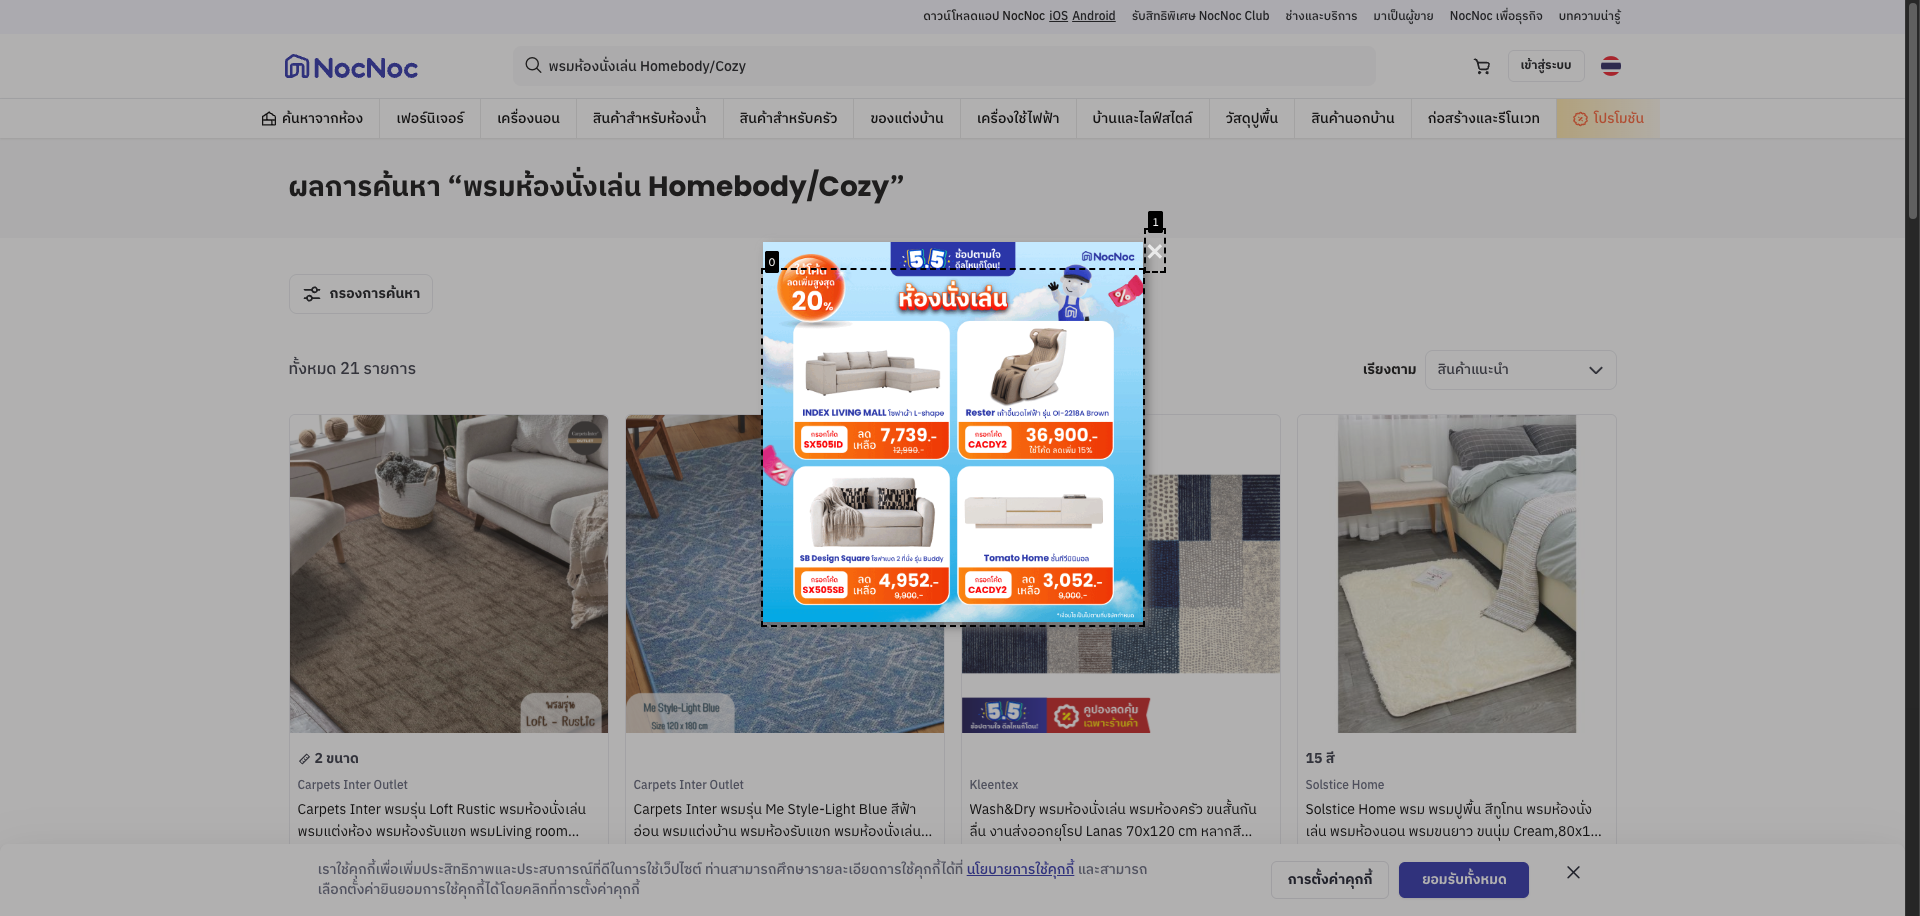 ดาวน์โหลดแอป NocNoc iOS Android รับสิทธิพิเศษ NocNoc Club ช่างและบริการ มาเป็นผู้ขาย NocNoc เพื่อธุรกิจ บทความน่ารู้
NocNoc
พรมห้องนั่งเล่น Homebody/Cozy
เข้าสู่ระบบ
ค้นหาจากห้อง เฟอร์นิเจอร์ เครื่องนอน สินค้าสำหรับห้องน้ำ สินค้าสำหรับครัว ของแต่งบ้าน เครื่องใช้ไฟฟ้า บ้านและไลฟ์สไตล์ วัสดุปูพื้น สินค้านอกบ้าน ก่อสร้างและรีโนเวท โปรโมชัน
ผลการค้นหา “พรมห้องนั่งเล่น Homebody/Cozy”
1
0
5.5 ช้อปตามใจ
ดีลไหนก็โดน!
NocNoc
ใช้โค้ด
ลดเพิ่มสูงสุด
20%
ห้องนั่งเล่น
INDEX LIVING MALL โซฟาผ้า L-shape
กรอกโค้ด
SX505ID
ลด
เหลือ
7,739.-
12,990.-
Rester เก้าอี้นวดไฟฟ้า รุ่น OI-2218A Brown
กรอกโค้ด
CACDY2
36,900.-
ใช้โค้ด ลดเพิ่ม 15%
SB Design Square โซฟาเบด 2 ที่นั่ง รุ่น Buddy
กรอกโค้ด
SX505SB
ลด
เหลือ
4,952.-
9,900.-
Tomato Home ชั้นทีวีมินิมอล
กรอกโค้ด
CACDY2
ลด
เหลือ
3,052.-
9,000.-
*เงื่อนไขเป็นไปตามที่บริษัทกำหนด
กรองการค้นหา
ทั้งหมด 21 รายการ
เรียงตาม สินค้าแนะนำ
พรมรุ่น
Loft - Rustic
Me Style-Light Blue
Size 120 x 180 cm
5.5
ช้อปตามใจ ดีลไหนก็โดน!
คูปองลดคุ้ม
เฉพาะร้านค้า
2 ขนาด
Carpets Inter Outlet
Carpets Inter พรมรุ่น Loft Rustic พรมห้องนั่งเล่น
พรมแต่งห้อง พรมห้องรับแขก พรมLiving room...
Carpets Inter Outlet
Carpets Inter พรมรุ่น Me Style-Light Blue สีฟ้า
อ่อน พรมแต่งบ้าน พรมห้องรับแขก พรมห้องนั่งเล่น...
Kleentex
Wash&Dry พรมห้องนั่งเล่น พรมห้องครัว ขนสั้นกัน
ลื่น งานส่งออกยุโรป Lanas 70x120 cm หลากสี...
15 สี
Solstice Home
Solstice Home พรม พรมปูพื้น สีทูโทน พรมห้องนั่ง
เล่น พรมห้องนอน พรมขนยาว ขนนุ่ม Cream,80x1...
เราใช้คุกกี้เพื่อเพิ่มประสิทธิภาพและประสบการณ์ที่ดีในการใช้เว็บไซต์ ท่านสามารถศึกษารายละเอียดการใช้คุกกี้ได้ที่ นโยบายการใช้คุกกี้ และสามารถ
เลือกตั้งค่ายินยอมการใช้คุกกี้ได้โดยคลิกที่การตั้งค่าคุกกี้
การตั้งค่าคุกกี้
ยอมรับทั้งหมด